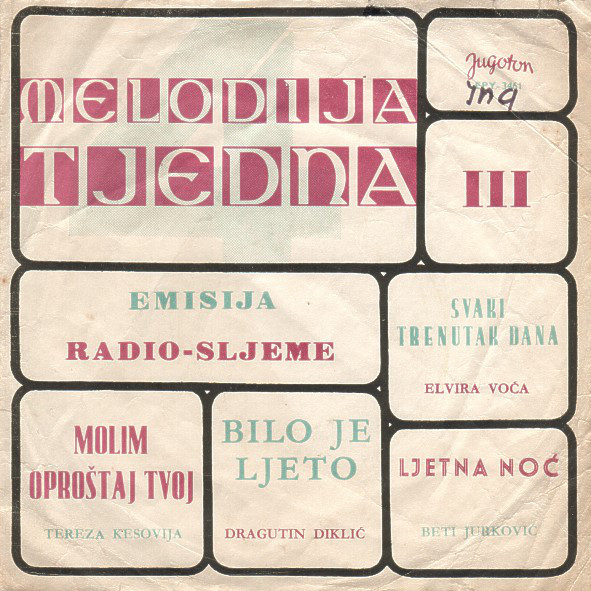 MELODIJA
TJEDNA
Jugoton
III
EMISIJA
RADIO-SLJEME
SVAKI
TRENUTAK DANA
ELVIRA VOĆA
MOLIM
OPROŠTAJ TVOJ
TEREZA KESOVIJA
BILO JE
LJETO
DRAGUTIN DIKLIĆ
LJETNA NOĆ
BETI JURKOVIĆ